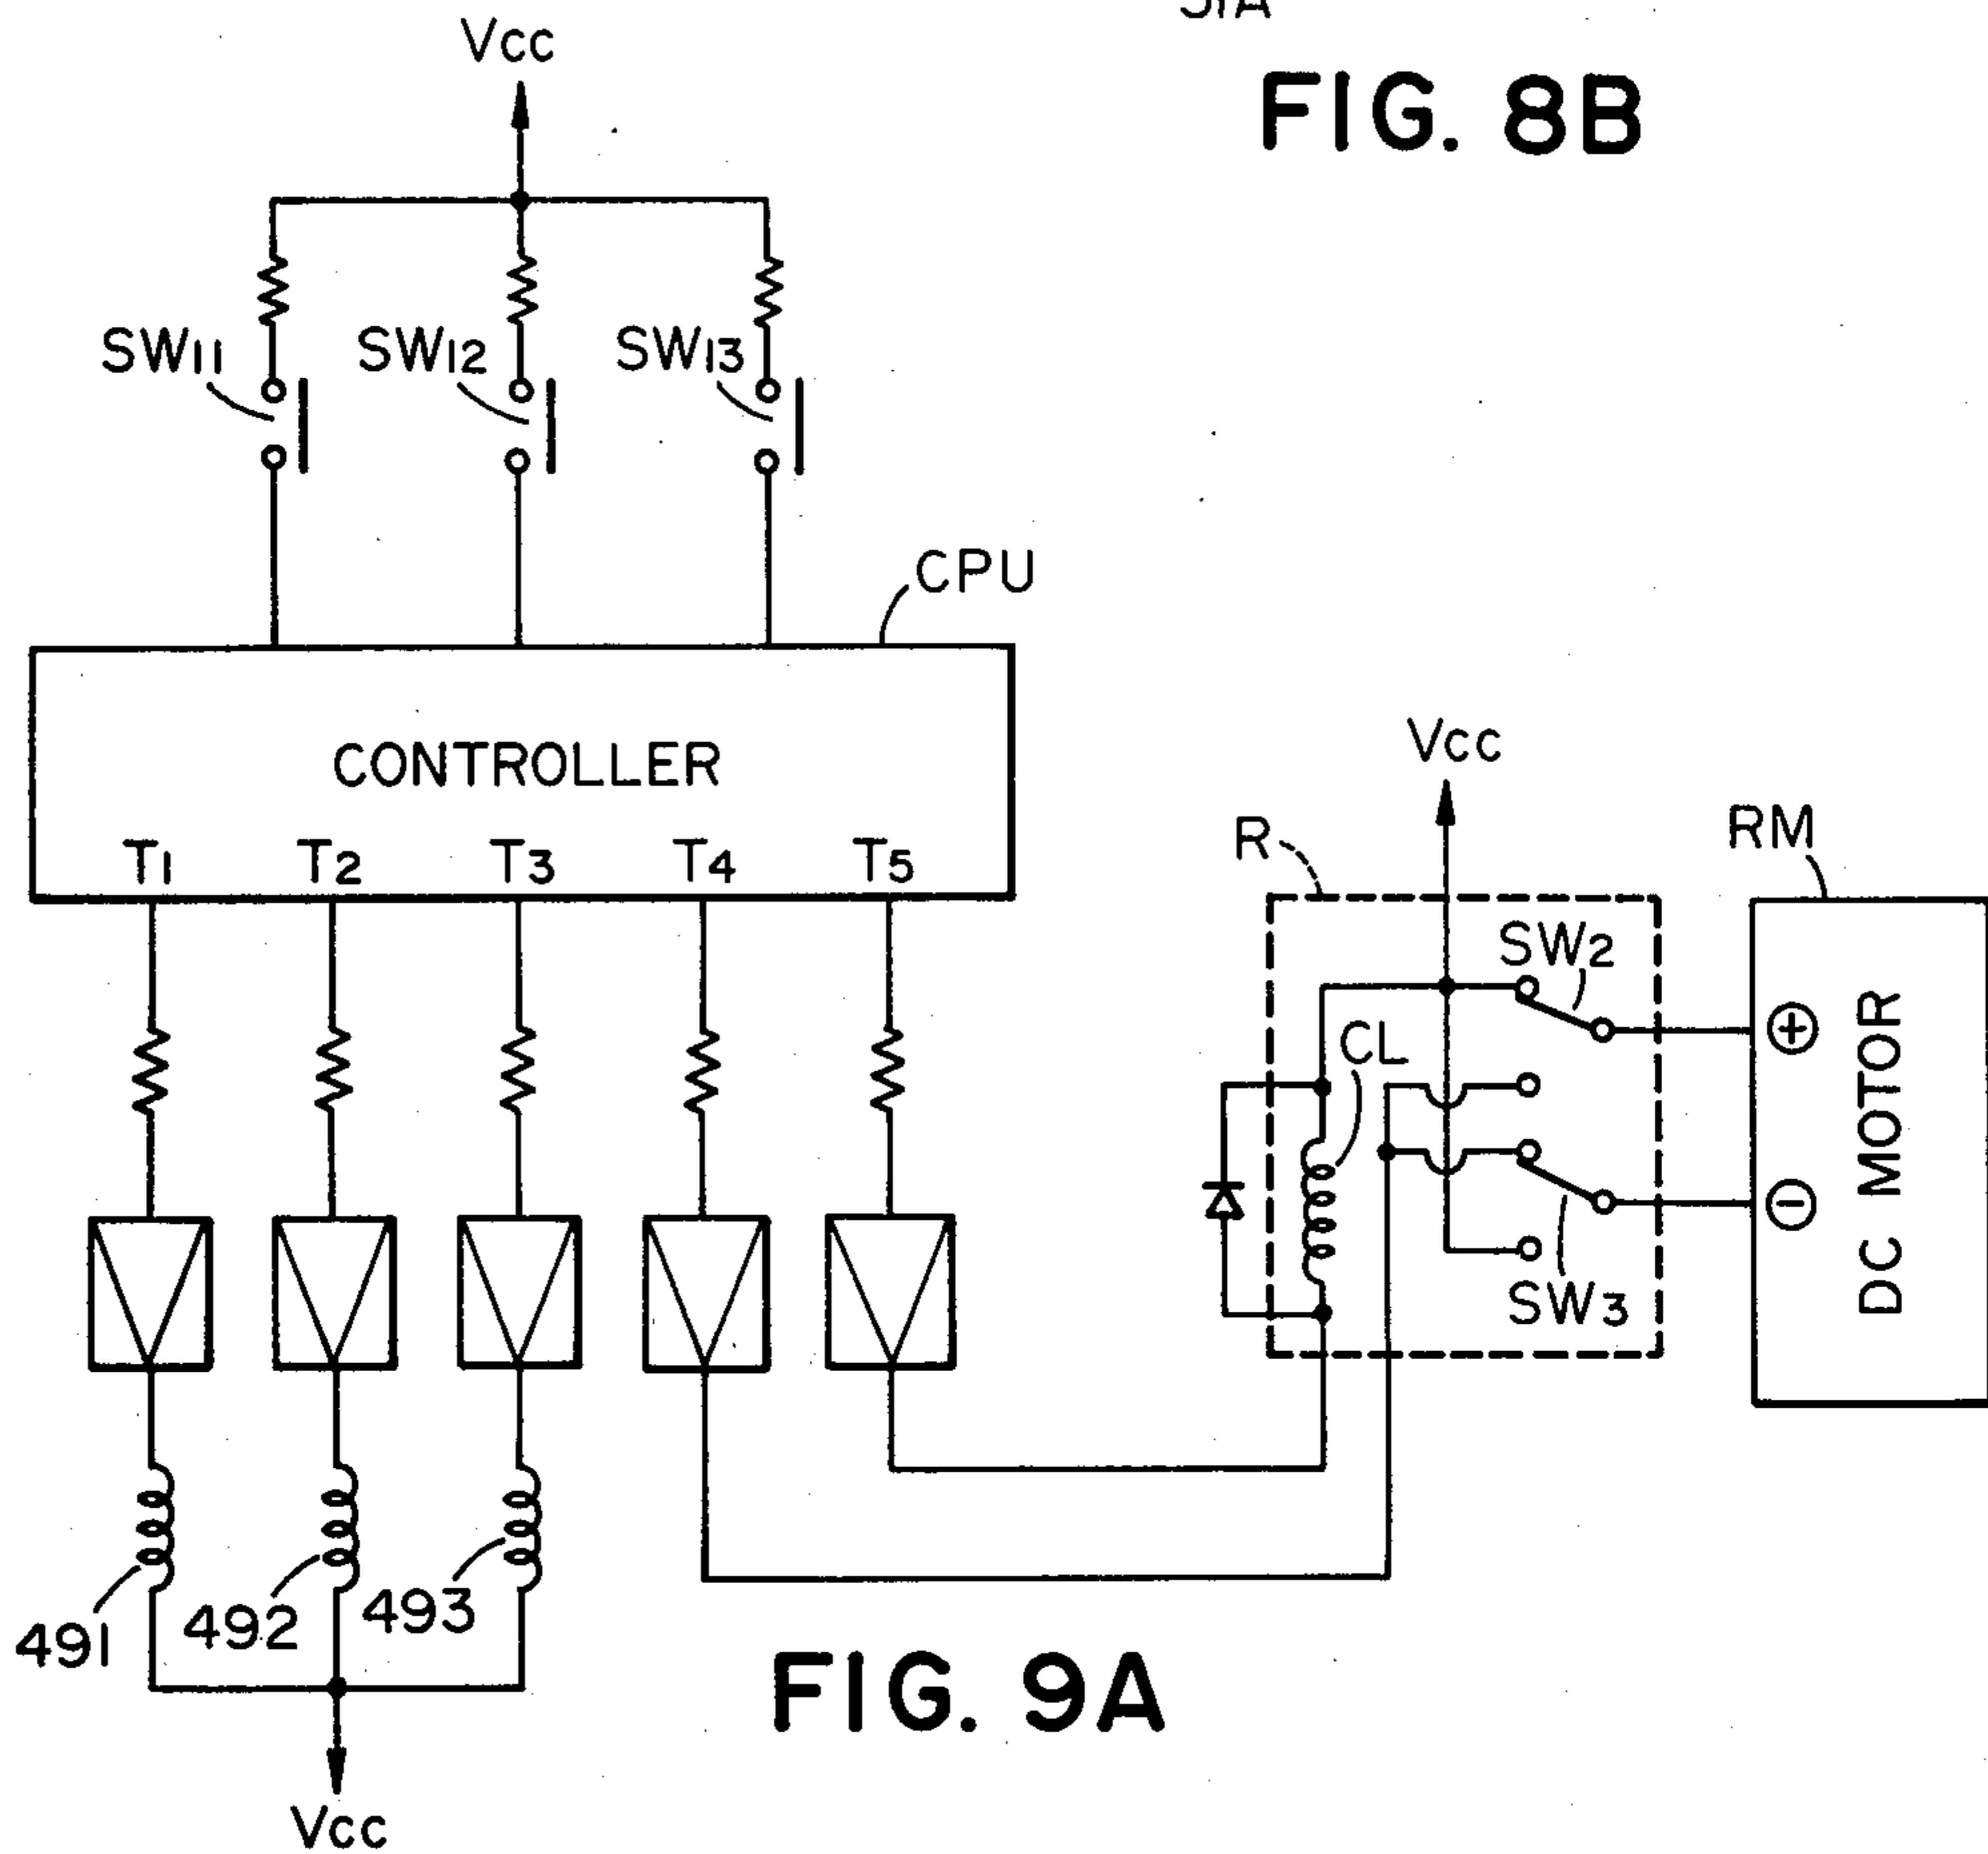 Vcc
FIG. 8B
SW11
SW12
SW13
CPU
CONTROLLER
T1 T2 T3 T4 T5
Vcc
R
RM
SW2
CL
SW3
⊕
⊖
DC MOTOR
491
492
493
FIG. 9A
Vcc